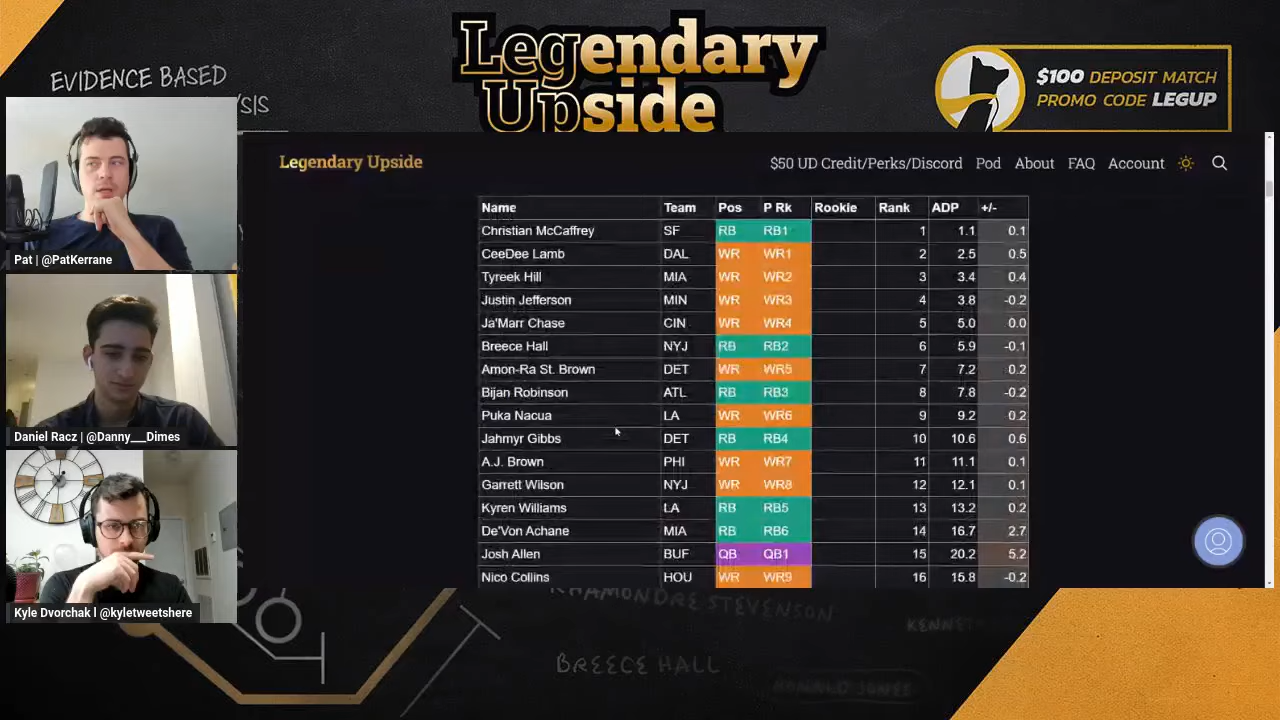 EVIDENCE BASED
YSIS
Legendary
Upside
$100 DEPOSIT MATCH
PROMO CODE LEGUP
Legendary Upside
$50 UD Credit/Perks/Discord Pod About FAQ Account
Name Team Pos P Rk Rookie Rank ADP +/-
Christian McCaffrey SF RB RB1 1 1.1 0.1
CeeDee Lamb DAL WR WR1 2 2.5 0.5
Tyreek Hill MIA WR WR2 3 3.4 0.4
Justin Jefferson MIN WR WR3 4 3.8 -0.2
Ja'Marr Chase CIN WR WR4 5 5.0 0.0
Breece Hall NYJ RB RB2 6 5.9 -0.1
Amon-Ra St. Brown DET WR WR5 7 7.2 0.2
Bijan Robinson ATL RB RB3 8 7.8 -0.2
Puka Nacua LA WR WR6 9 9.2 0.2
Jahmyr Gibbs DET RB RB4 10 10.6 0.6
A.J. Brown PHI WR WR7 11 11.1 0.1
Garrett Wilson NYJ WR WR8 12 12.1 0.1
Kyren Williams LA RB RB5 13 13.2 0.2
De'Von Achane MIA RB RB6 14 16.7 2.7
Josh Allen BUF QB QB1 15 20.2 5.2
Nico Collins HOU WR WR9 16 15.8 -0.2
Pat | @PatKerrane
Daniel Racz | @Danny___Dimes
Kyle Dvorchak l @kyletweetshere
RHAMONDRE STEVENSON
KENNET
BREECE HALL
RONALD JONES